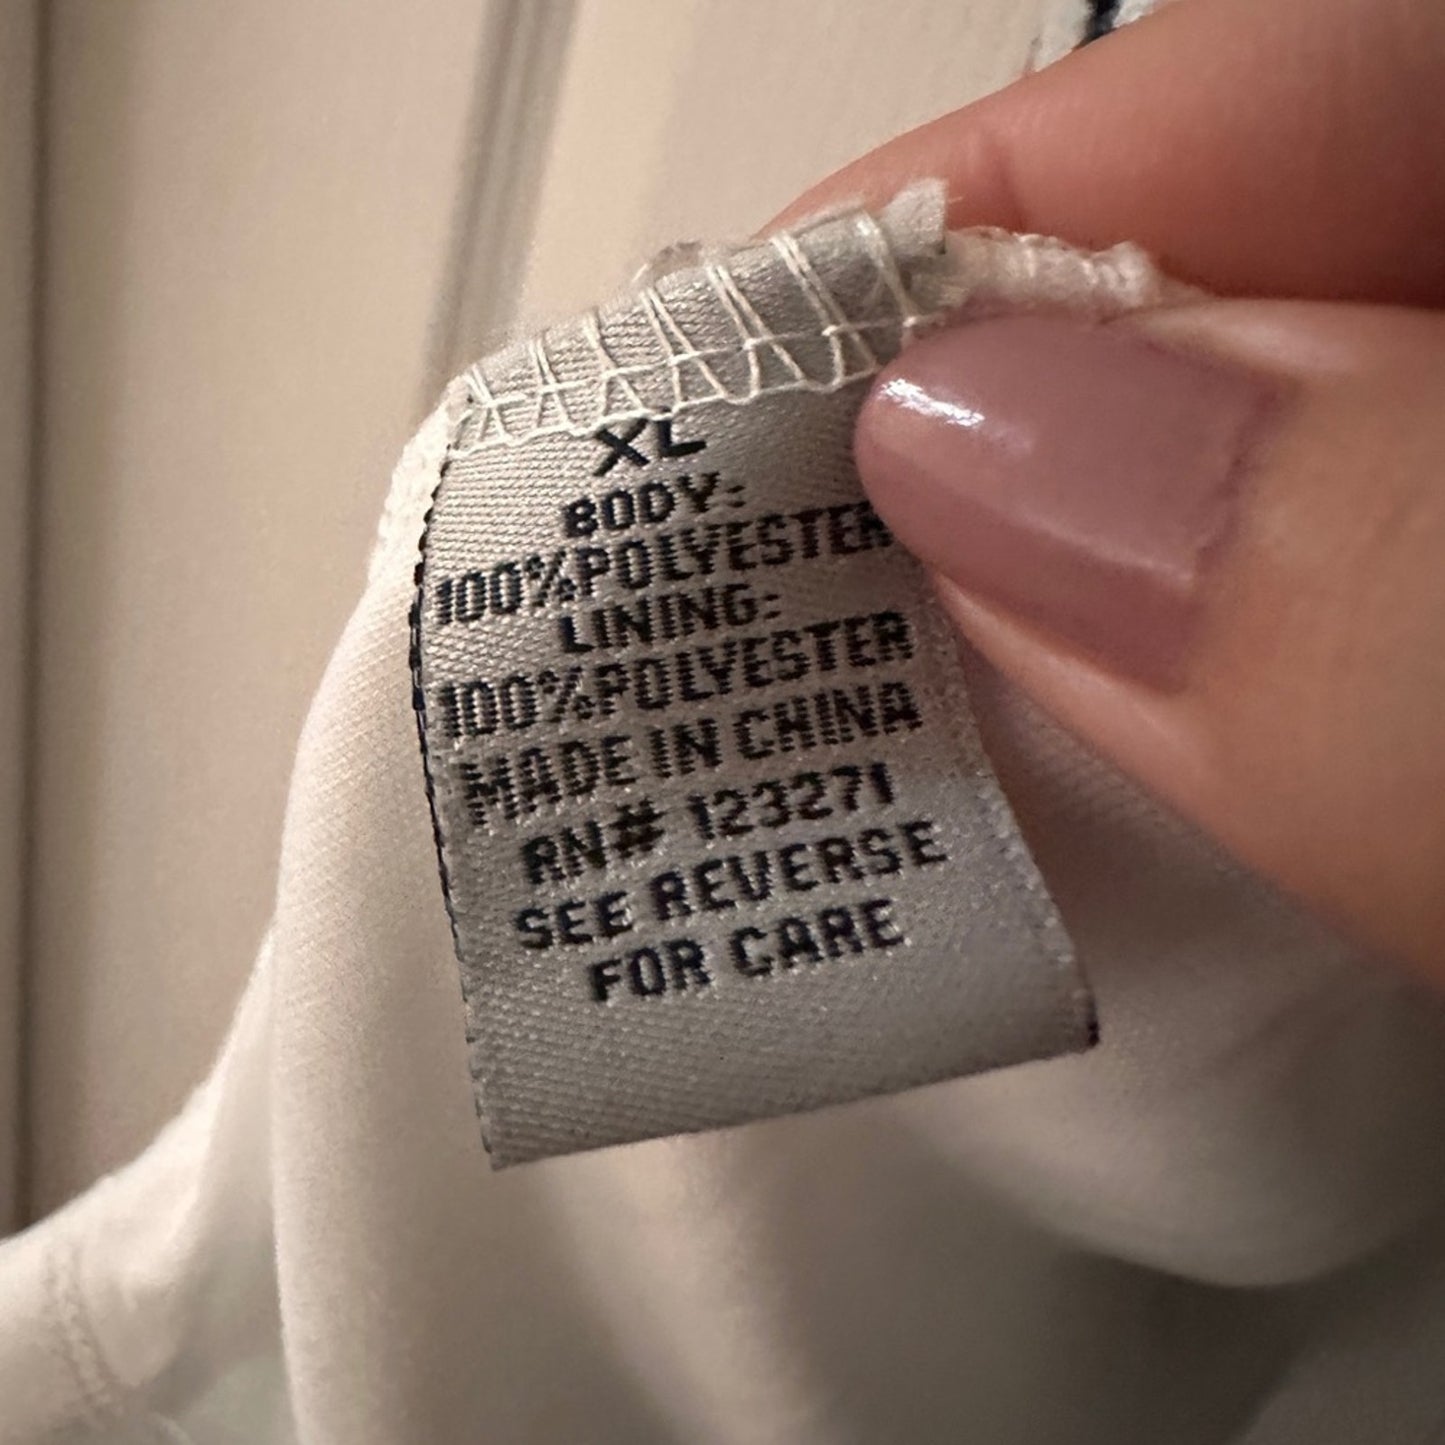 XL
BODY:
100%POLYESTER
LINING:
100%POLYESTER
MADE IN CHINA
RN# 123271
SEE REVERSE
FOR CARE